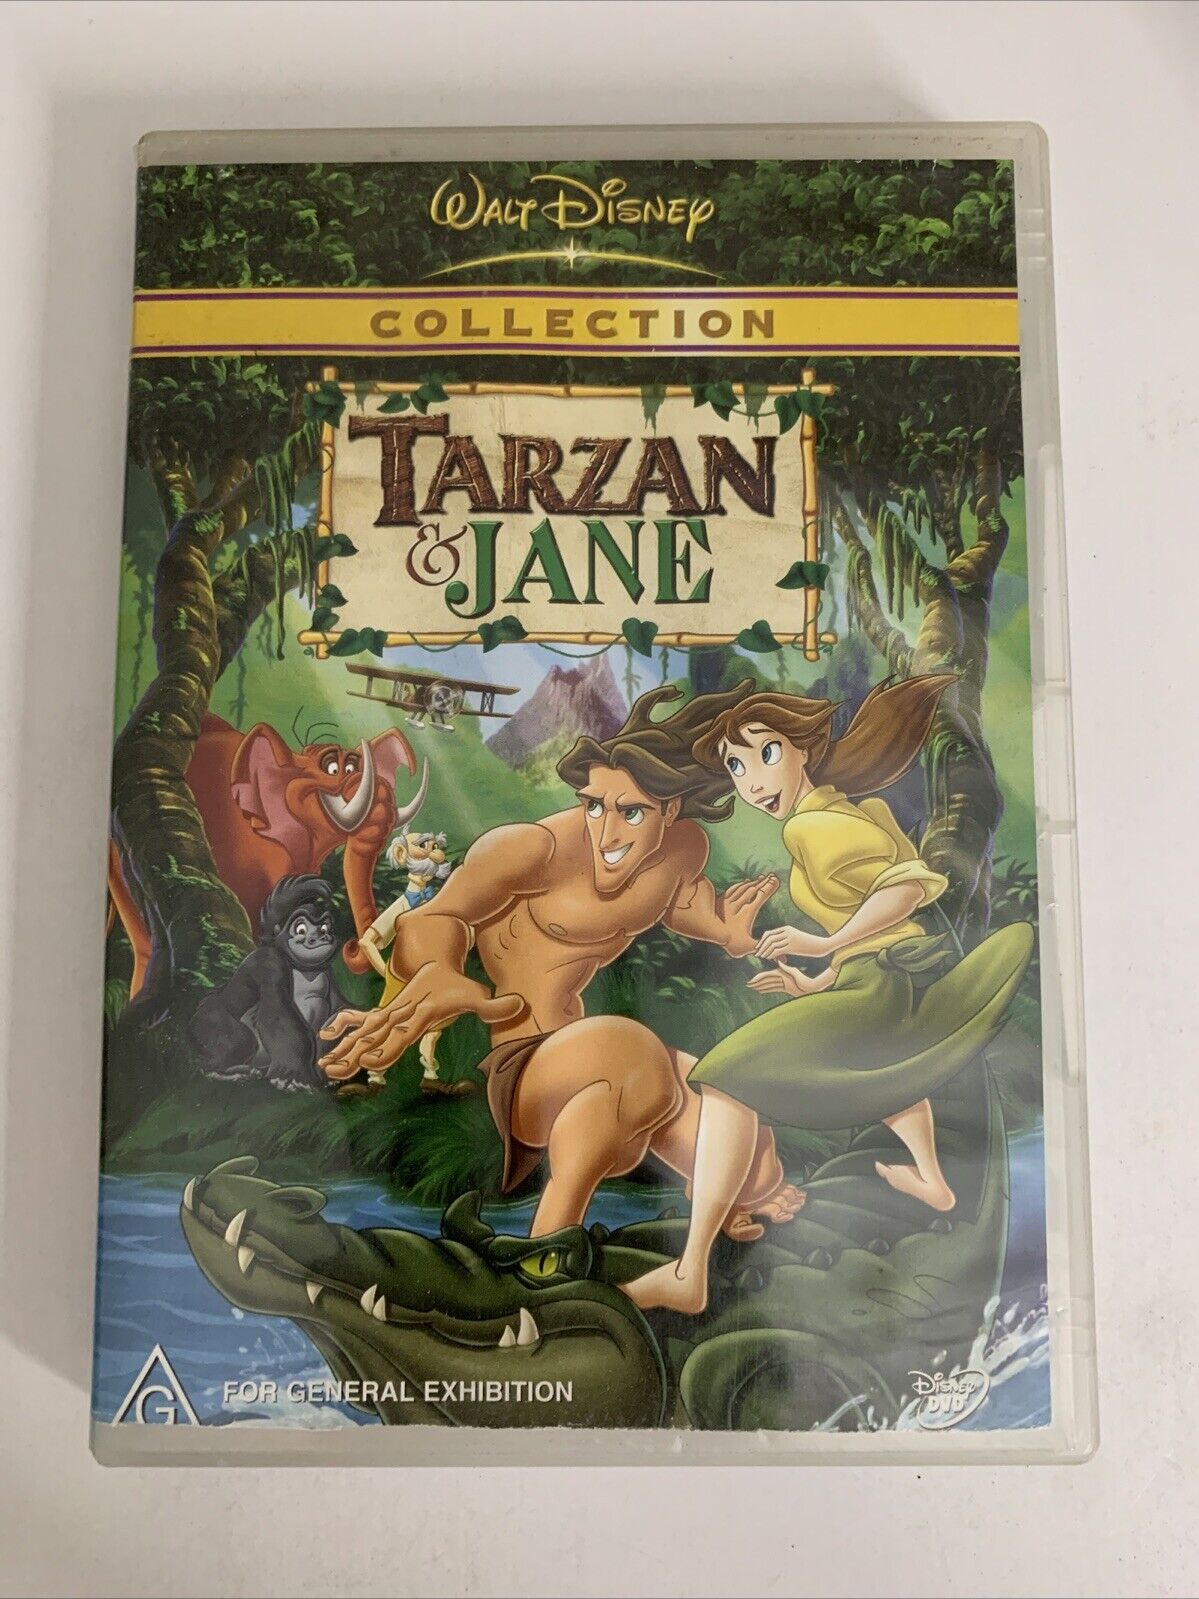 WALT DISNEY
COLLECTION
TARZAN
& JANE
G FOR GENERAL EXHIBITION
DISNEY
DVD